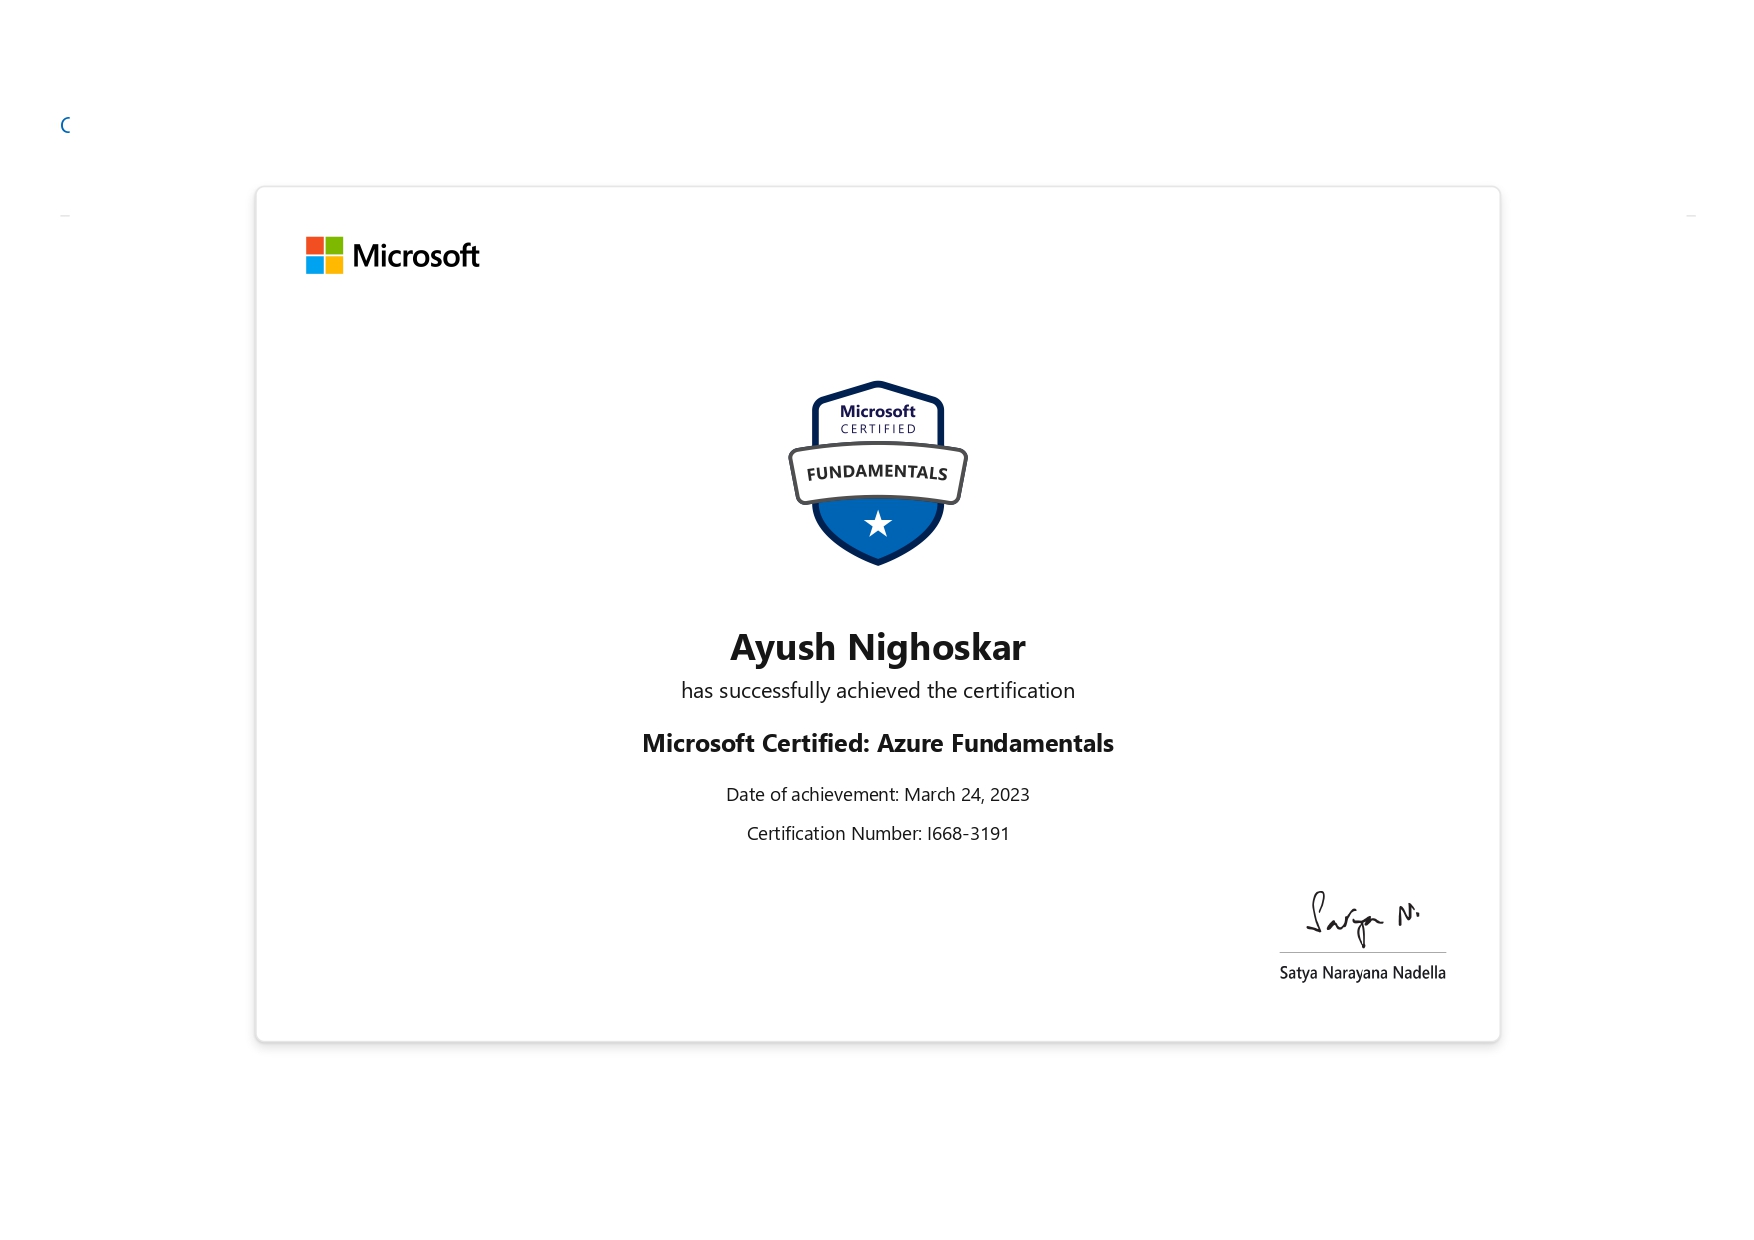 C
Microsoft
Microsoft
CERTIFIED
FUNDAMENTALS
Ayush Nighoskar
has successfully achieved the certification
Microsoft Certified: Azure Fundamentals
Date of achievement: March 24, 2023
Certification Number: I668-3191
Satya N.
Satya Narayana Nadella